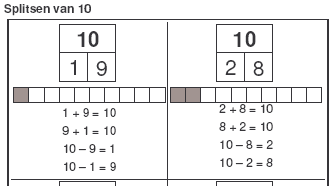 Splitsen van 10
10
1 9
1 + 9 = 10
9 + 1 = 10
10 – 9 = 1
10 – 1 = 9
10
2 8
2 + 8 = 10
8 + 2 = 10
10 – 8 = 2
10 – 2 = 8